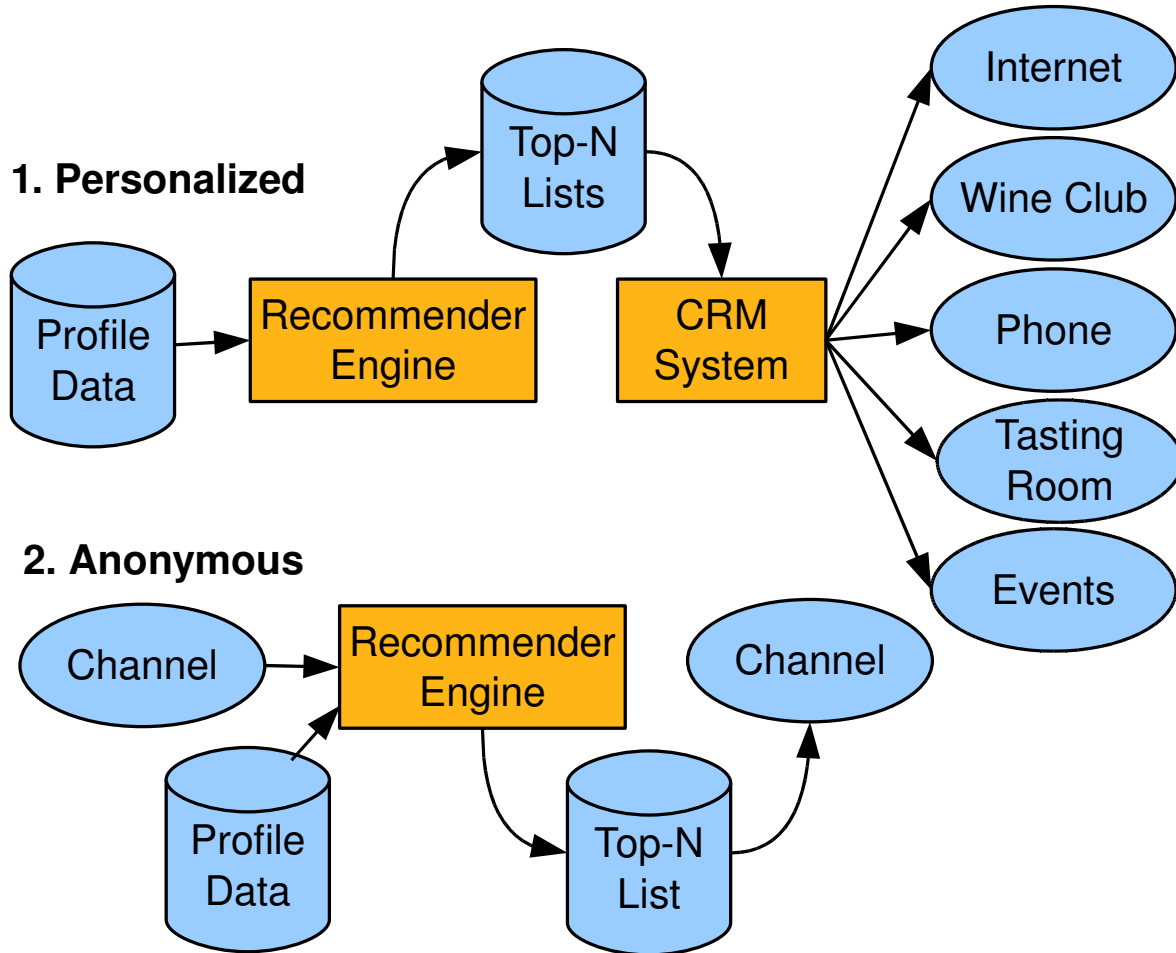 1. Personalized
Profile
Data
Recommender
Engine
Top-N
Lists
CRM
System
Internet
Wine Club
Phone
Tasting
Room
Events
2. Anonymous
Channel
Profile
Data
Recommender
Engine
Top-N
List
Channel